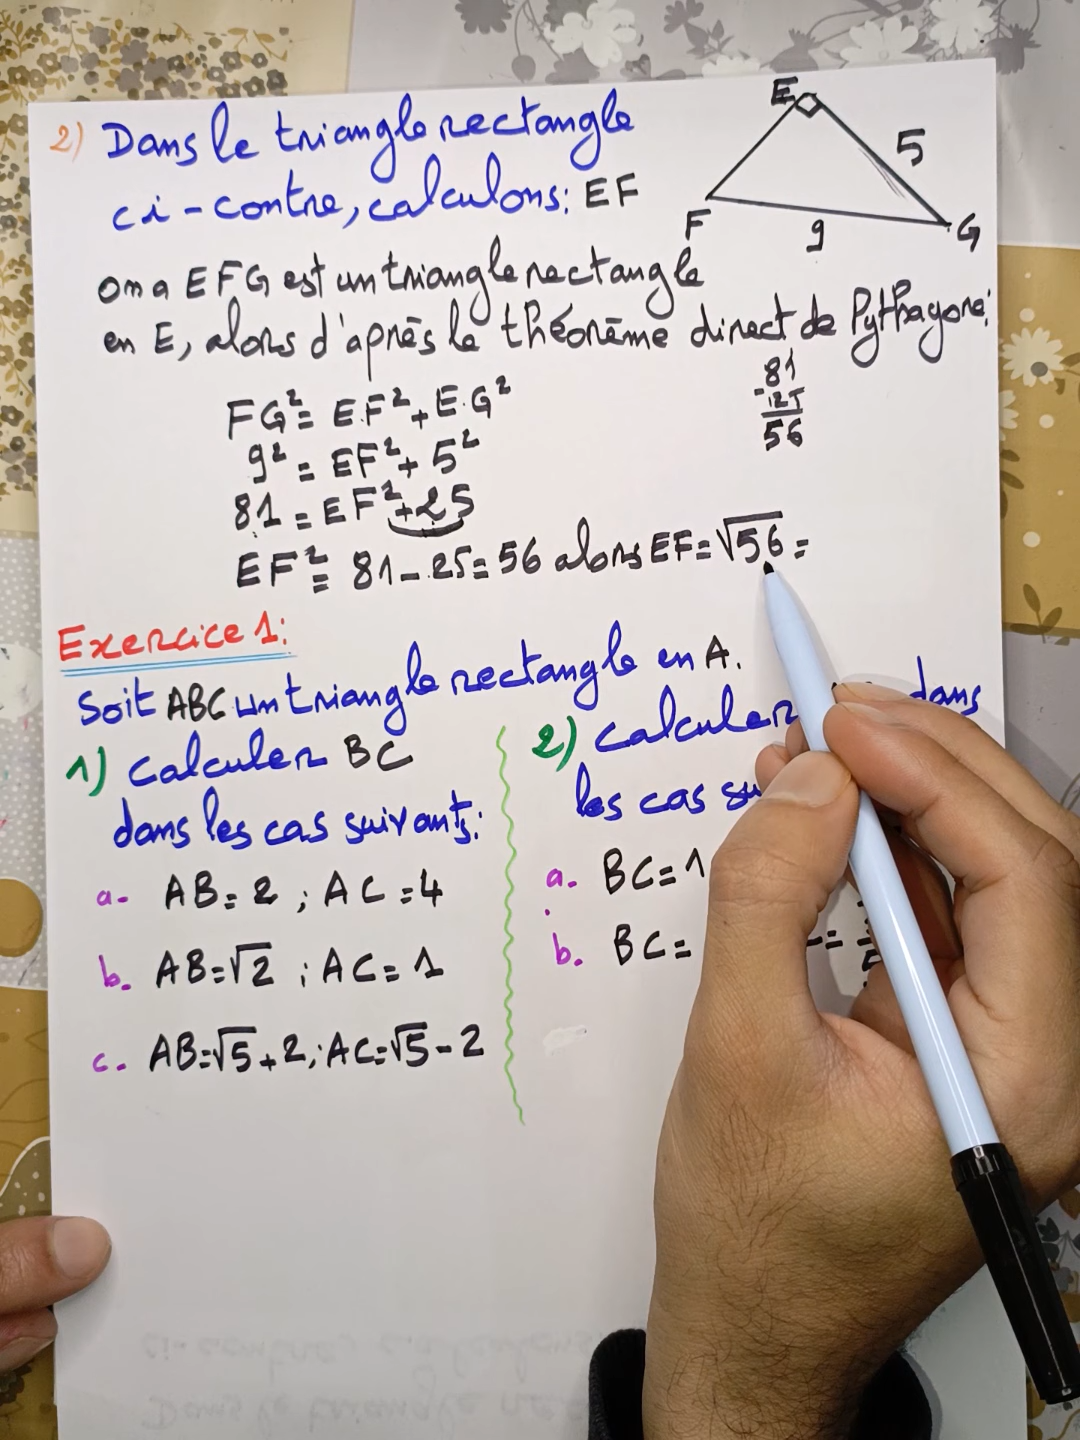 2) Dans le triangle rectangle
ci-contre, calculons: EF
E
5
F
9
G
on a EFG est un triangle rectangle
en E, alors d'après le théorème direct de Pythagore:
FG² = EF² + EG²
9² = EF² + 5²
81 = EF² + 25
EF² = 81 - 25 = 56 alors EF = √56 =
81
- 25
56
Exercice 1:
Soit ABC un triangle rectangle en A.
1) Calculer BC
dans les cas suivants:
a- AB = 2 ; AC = 4
b. AB = √2 ; AC = 1
c. AB = √5 + 2 ; AC = √5 - 2
2) Calculer dans
les cas
a. BC = 1
b. BC = =